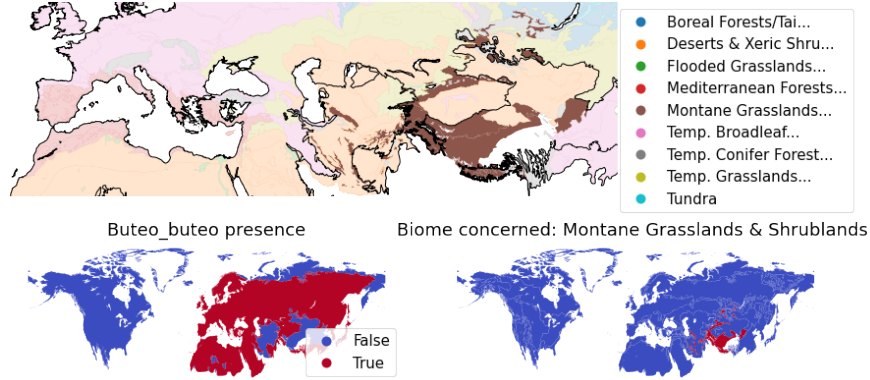 Boreal Forests/Tai...
Deserts & Xeric Shru...
Flooded Grasslands...
Mediterranean Forests...
Montane Grasslands...
Temp. Broadleaf...
Temp. Conifer Forest...
Temp. Grasslands...
Tundra
Buteo_buteo presence
Biome concerned: Montane Grasslands & Shrublands
False
True